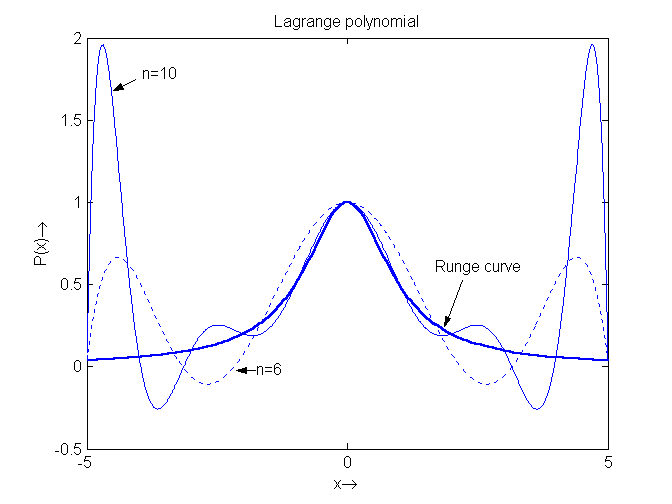 Lagrange polynomial
2
n=10
1.5
1
P(x)→
Runge curve
0.5
n=6
0
-0.5
-5
0
5
x→